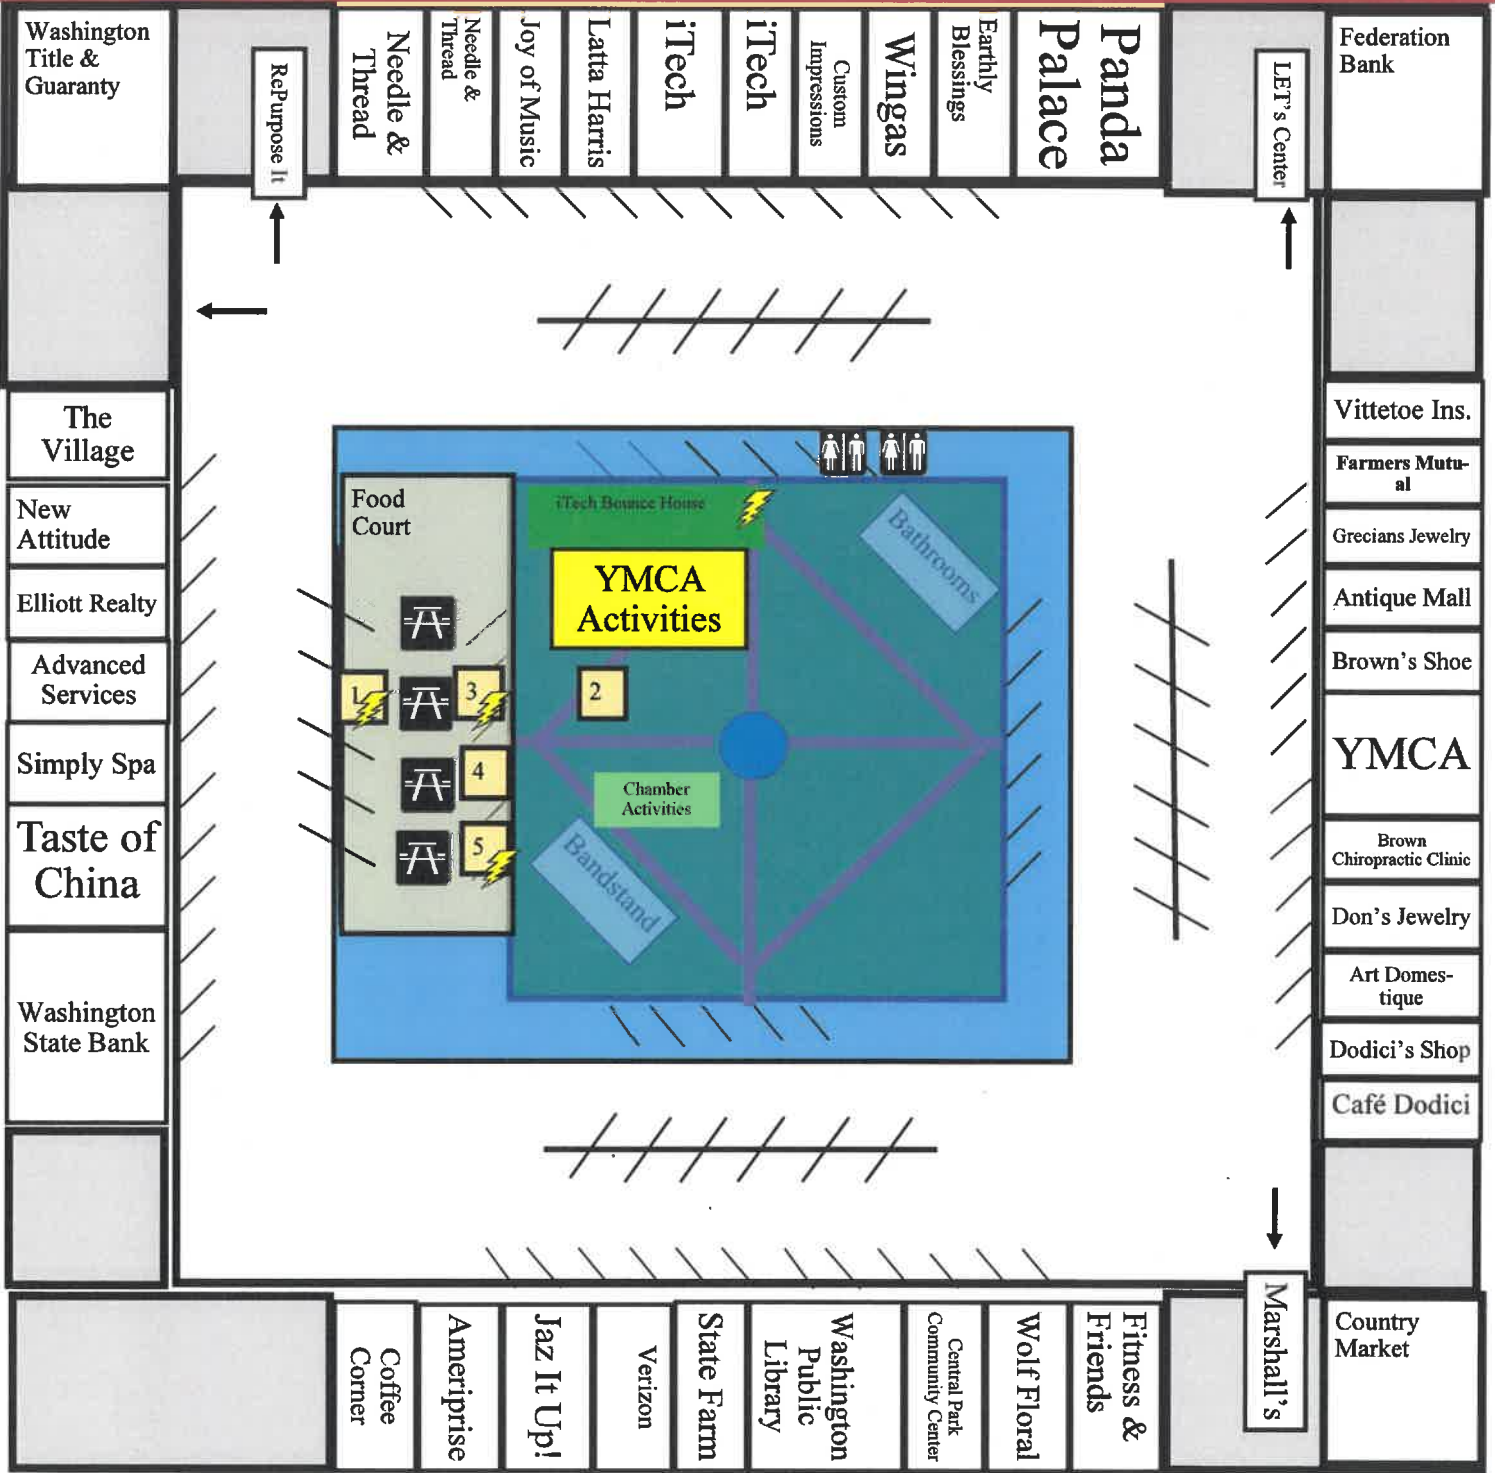 Washington
Title &
Guaranty
RePurpose It
Needle &
Thread
Needle &
Thread
Joy of Music
Latta Harris
iTech
iTech
Custom
Impressions
Wingas
Earthly
Blessings
Panda
Palace
LET's Center
Federation
Bank
The
Village
New
Attitude
Elliott Realty
Advanced
Services
Simply Spa
Taste of
China
Washington
State Bank
Food
Court
iTech Bounce House
YMCA
Activities
Bathrooms
1
3
2
4
5
Chamber
Activities
Bandstand
Vittetoe Ins.
Farmers Mutu-
al
Grecians Jewelry
Antique Mall
Brown's Shoe
YMCA
Brown
Chiropractic Clinic
Don's Jewelry
Art Domes-
tique
Dodici's Shop
Café Dodici
Coffee
Corner
Ameriprise
Jaz It Up!
Verizon
State Farm
Washington
Public
Library
Central Park
Community Center
Wolf Floral
Fitness &
Friends
Marshall's
Country
Market